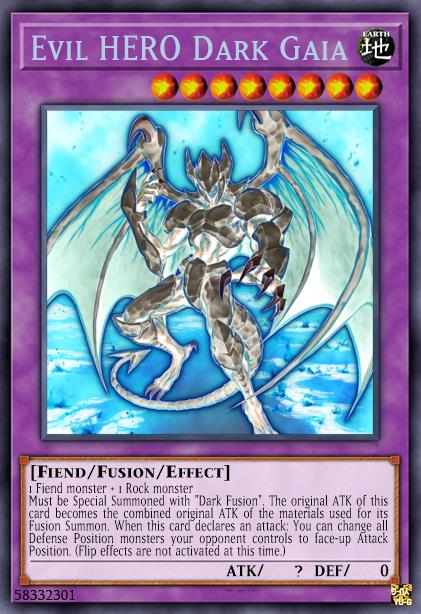 EVIL HERO DARK GAIA
EARTH
地
[FIEND/FUSION/EFFECT]
1 Fiend monster + 1 Rock monster
Must be Special Summoned with "Dark Fusion". The original ATK of this
card becomes the combined original ATK of the materials used for its
Fusion Summon. When this card declares an attack: You can change all
Defense Position monsters your opponent controls to face-up Attack
Position. (Flip effects are not activated at this time.)
ATK/ ? DEF/ 0
58332301